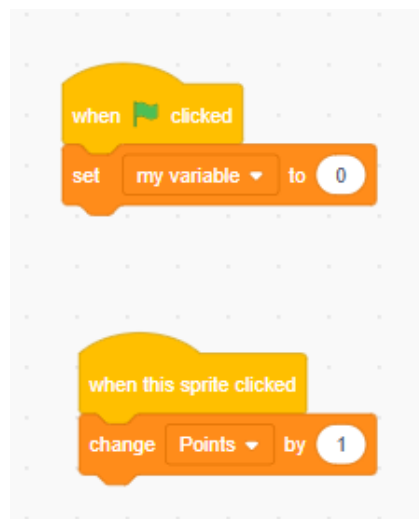 when clicked
set my variable to 0
when this sprite clicked
change Points by 1